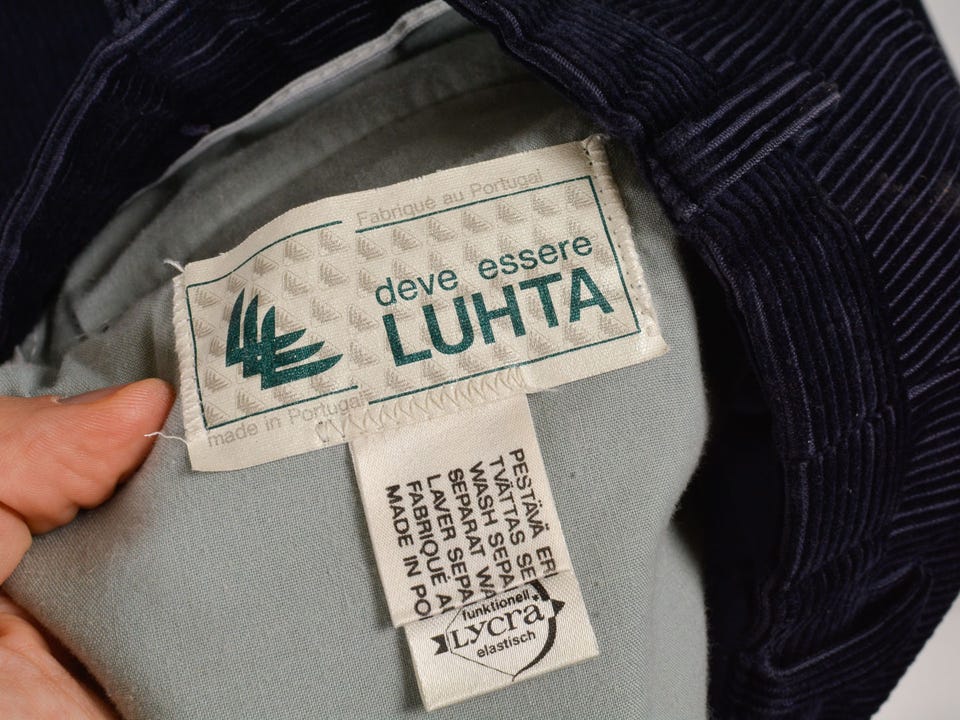 Fabriqué au Portugal
deve essere
LUHTA
made in Portugal
PESTÄVÄ ER
TVÄTTAS SE
WASH SEPA
SEPARAT WA
LAVER SEPA
FABRIQUÉ A
MADE IN PO
funktionell
Lycra
elastisch